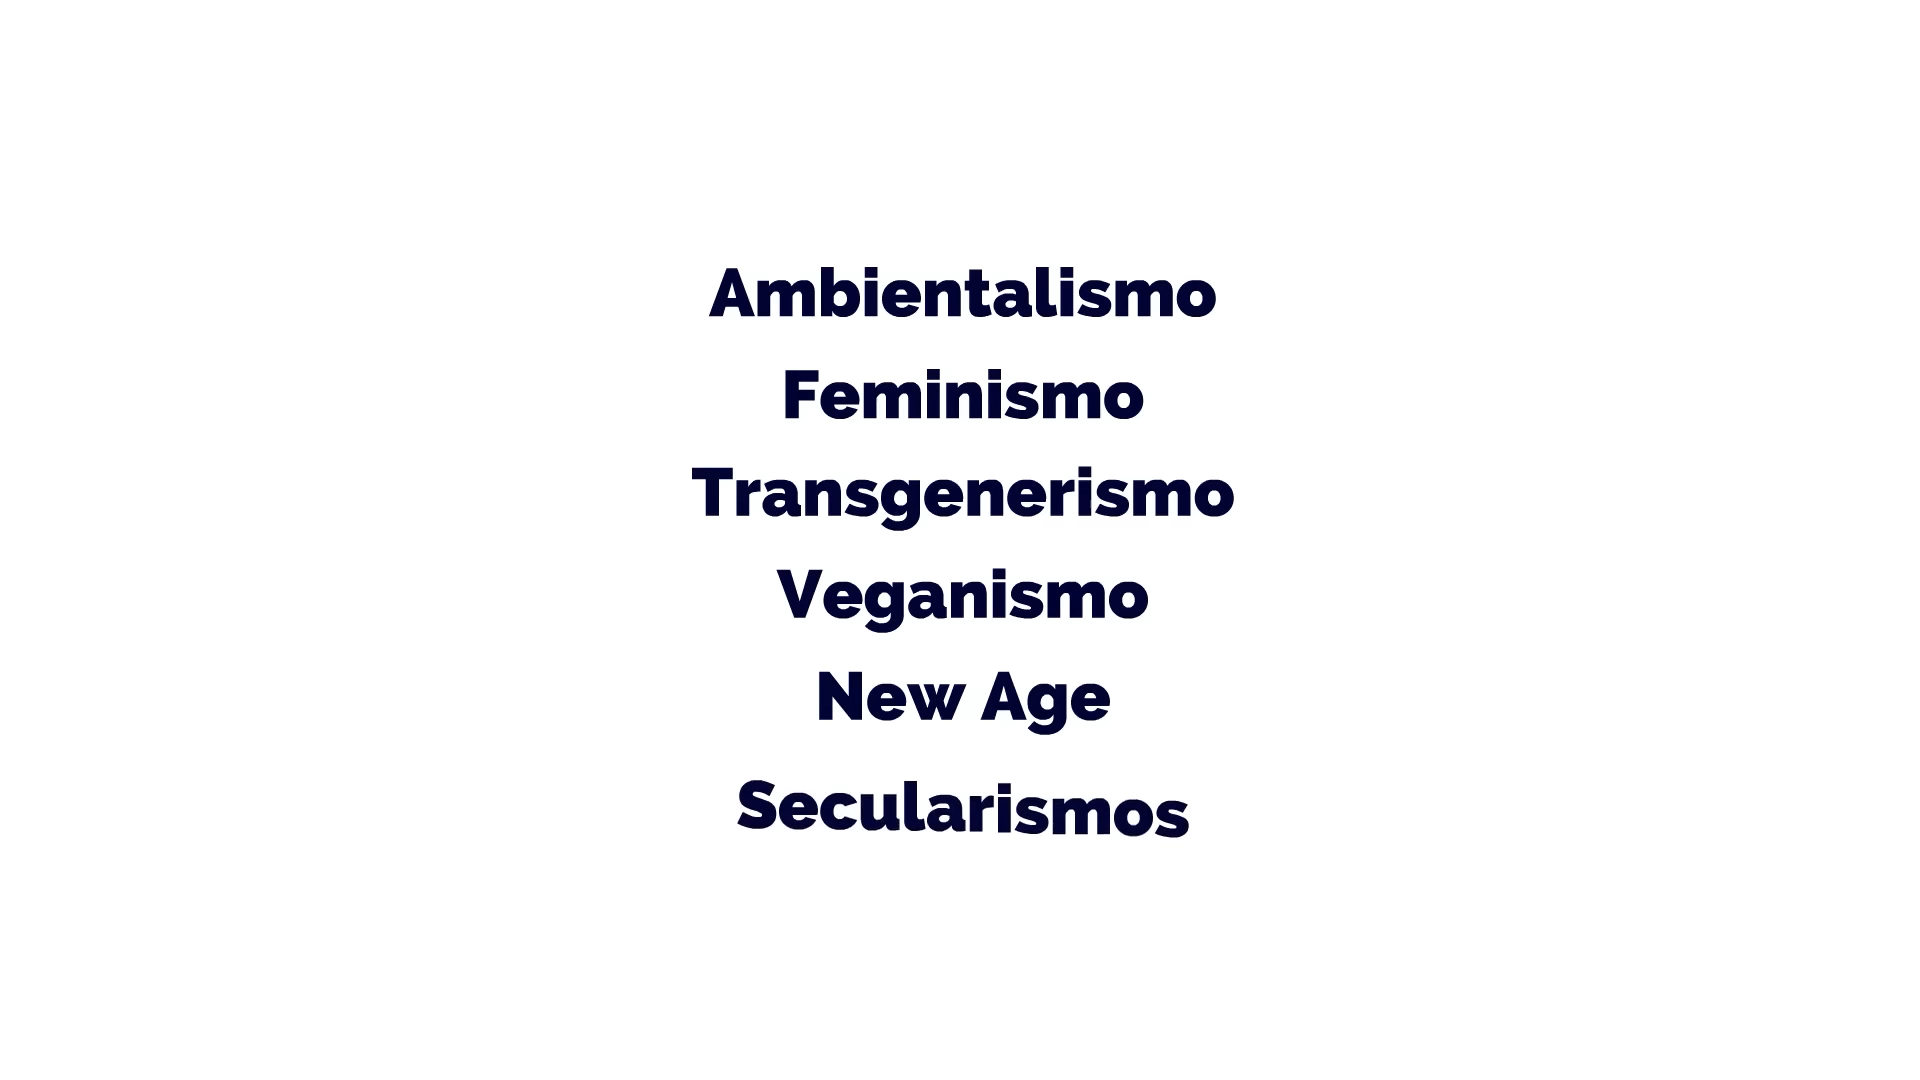 Ambientalismo
Feminismo
Transgenerismo
Veganismo
New Age
Secularismos